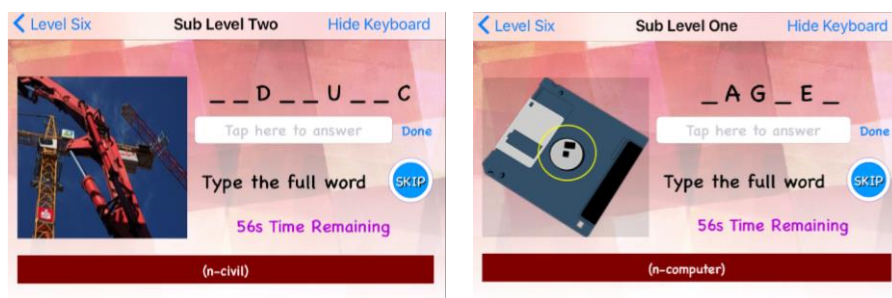 Level Six Sub Level Two Hide Keyboard
_ _ D _ _ U _ _ C
Tap here to answer Done
Type the full word SKIP
56s Time Remaining
(n-civil)
Level Six Sub Level One Hide Keyboard
_ A G _ E _
Tap here to answer Done
Type the full word SKIP
56s Time Remaining
(n-computer)